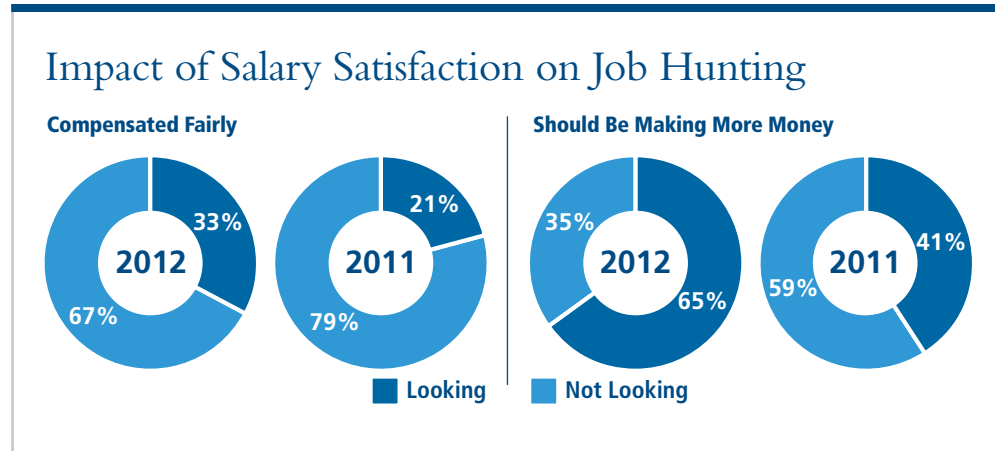 Impact of Salary Satisfaction on Job Hunting
Compensated Fairly
Should Be Making More Money
33%
2012
67%
21%
2011
79%
35%
2012
65%
41%
2011
59%
Looking
Not Looking